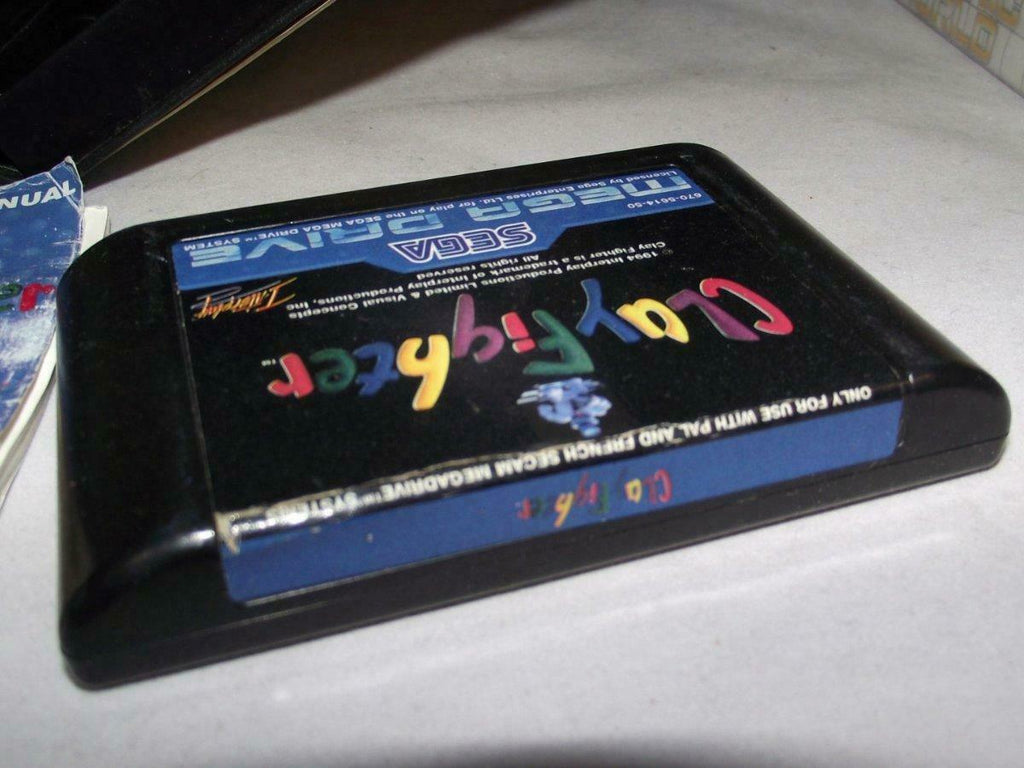 670-5614-50
Licensed by Sega Enterprises Ltd. for play on the SEGA MEGA DRIVE™ SYSTEM
MEGA DRIVE
SEGA
© 1994 Interplay Productions Limited & Visual Concepts
Clay Fighter is a trademark of Interplay Productions, Inc
All rights reserved
Interplay
ClayFighter™
ONLY FOR USE WITH PAL AND FRENCH SECAM MEGADRIVE™ SYSTEMS
ClayFighter
NUAL